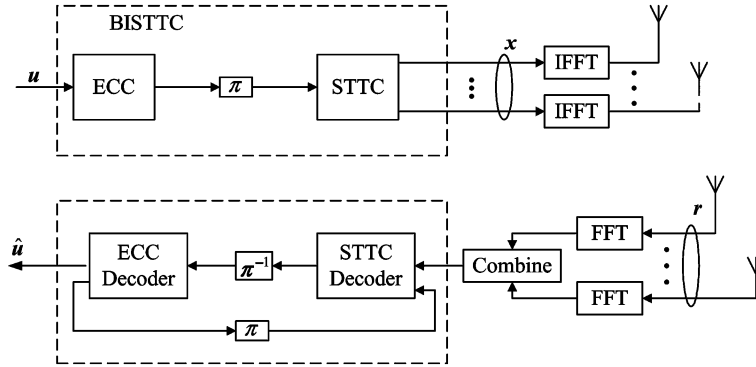 BISTTC
u
ECC
π
STTC
x
IFFT
IFFT
r
û
ECC
Decoder
π⁻¹
STTC
Decoder
Combine
FFT
FFT
π